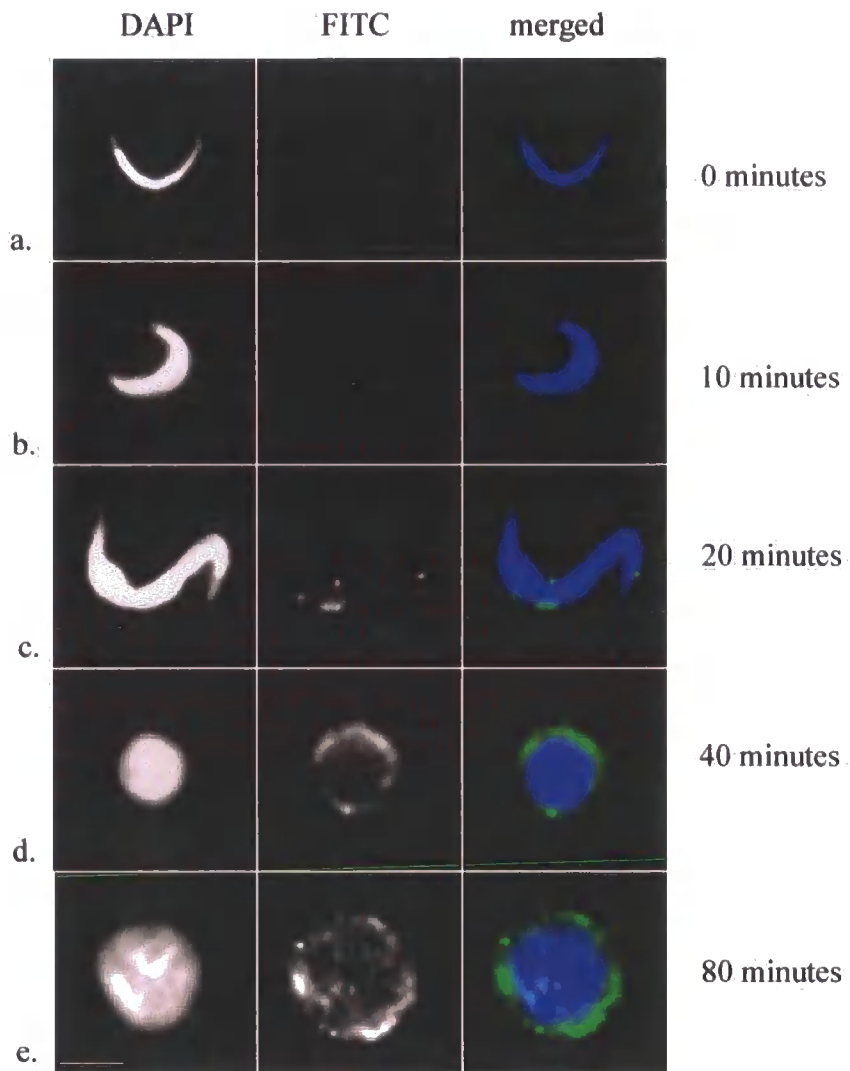 DAPI FITC merged
0 minutes
a.
10 minutes
b.
20 minutes
c.
40 minutes
d.
80 minutes
e.